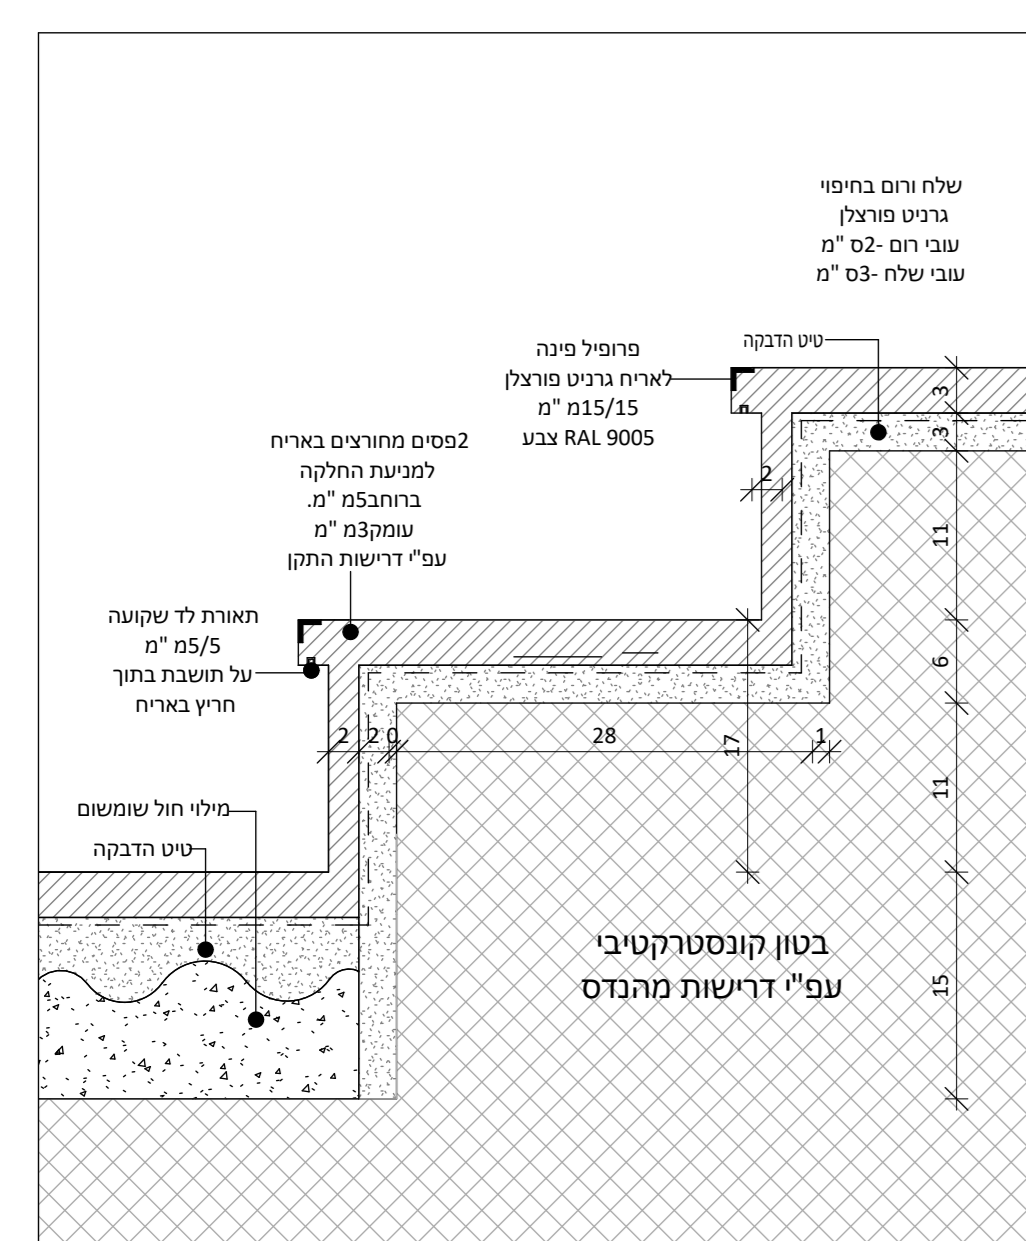 שלח ורום בחיפוי
גרניט פורצלן
עובי רום -2ס "מ
עובי שלח -3ס "מ
טיט הדבקה
פרופיל פינה
לאריח גרניט פורצלן
15/15מ "מ
RAL 9005 צבע
2פסים מחורצים באריח
למניעת החלקה
ברוחב5מ "מ.
עומק3מ "מ
עפ"י דרישות התקן
תאורת לד שקועה
5/5מ "מ
על תושבת בתוך
חריץ באריח
מילוי חול שומשום
טיט הדבקה
בטון קונסטרקטיבי
עפ"י דרישות מהנדס
3
3
11
6
11
15
2
17
2
2
0
28
1